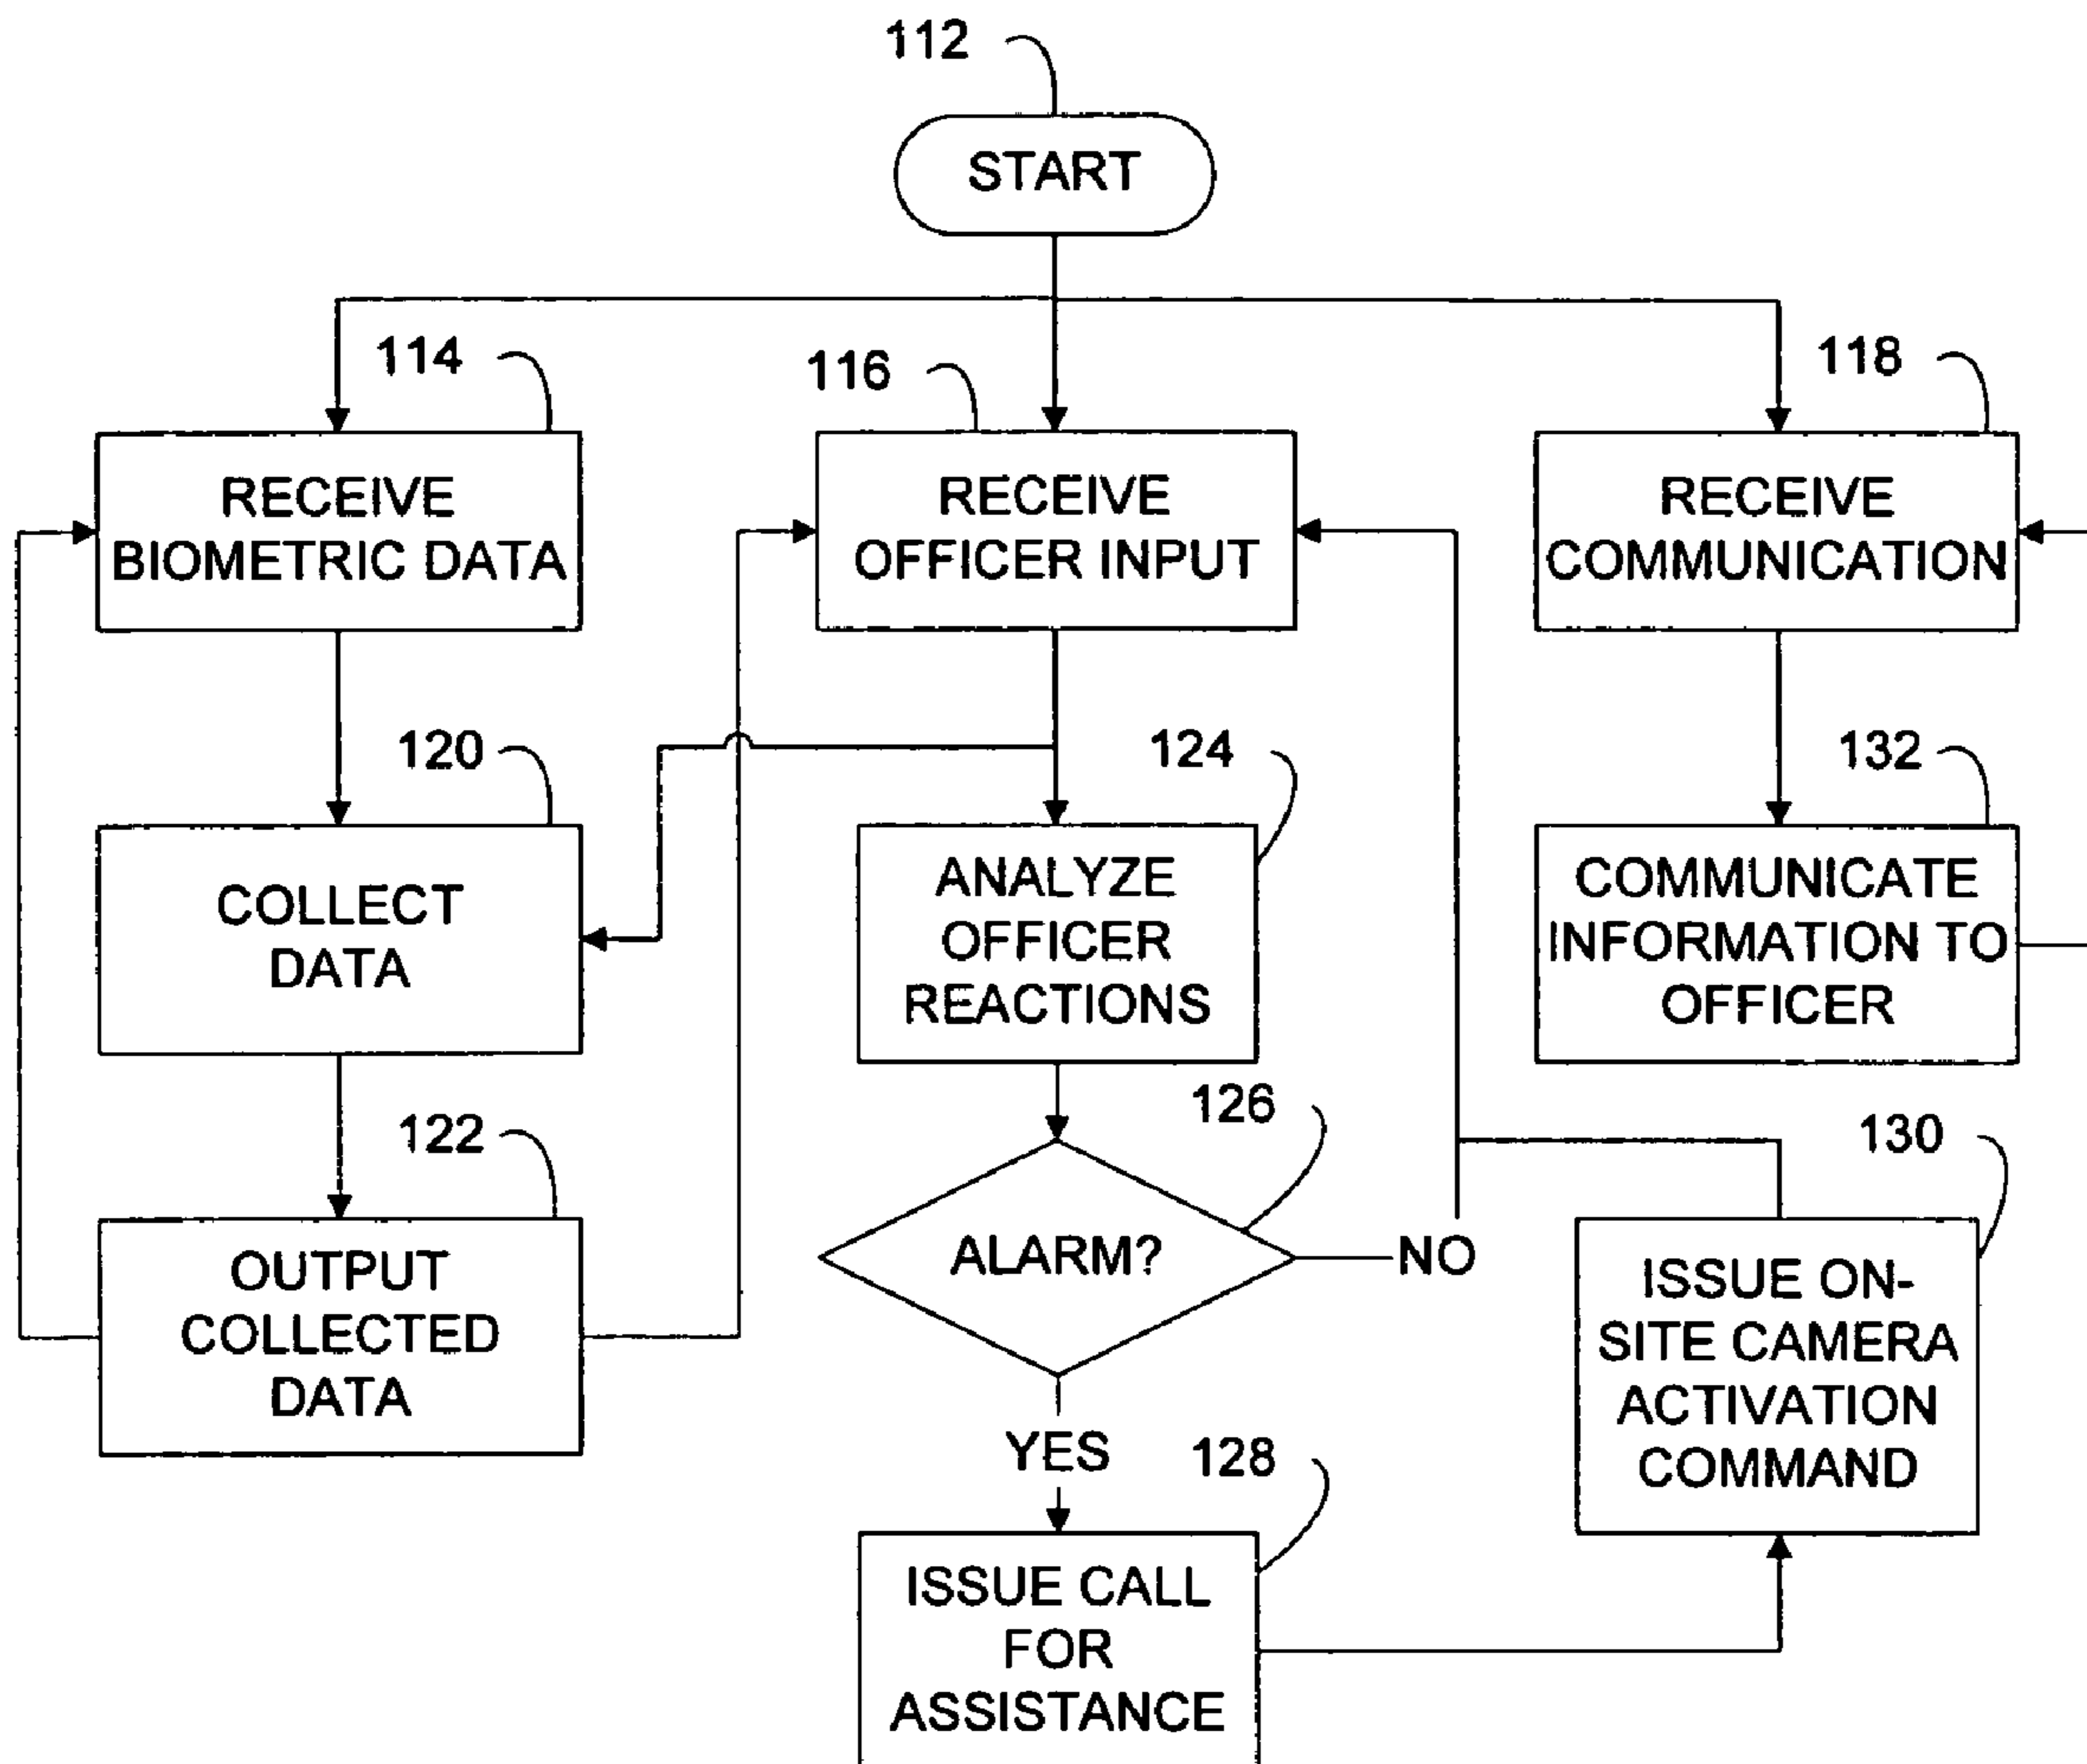 112
START
114
116
118
RECEIVE
BIOMETRIC DATA
RECEIVE
OFFICER INPUT
RECEIVE
COMMUNICATION
120
124
132
COLLECT
DATA
ANALYZE
OFFICER
REACTIONS
COMMUNICATE
INFORMATION TO
OFFICER
122
126
130
OUTPUT
COLLECTED
DATA
ALARM?
NO
ISSUE ON-
SITE CAMERA
ACTIVATION
COMMAND
YES
128
ISSUE CALL
FOR
ASSISTANCE